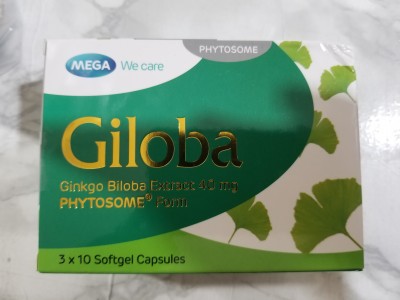 PHYTOSOME
MEGA We care
Giloba
Ginkgo Biloba Extract 40 mg
PHYTOSOME® Form
3 x 10 Softgel Capsules